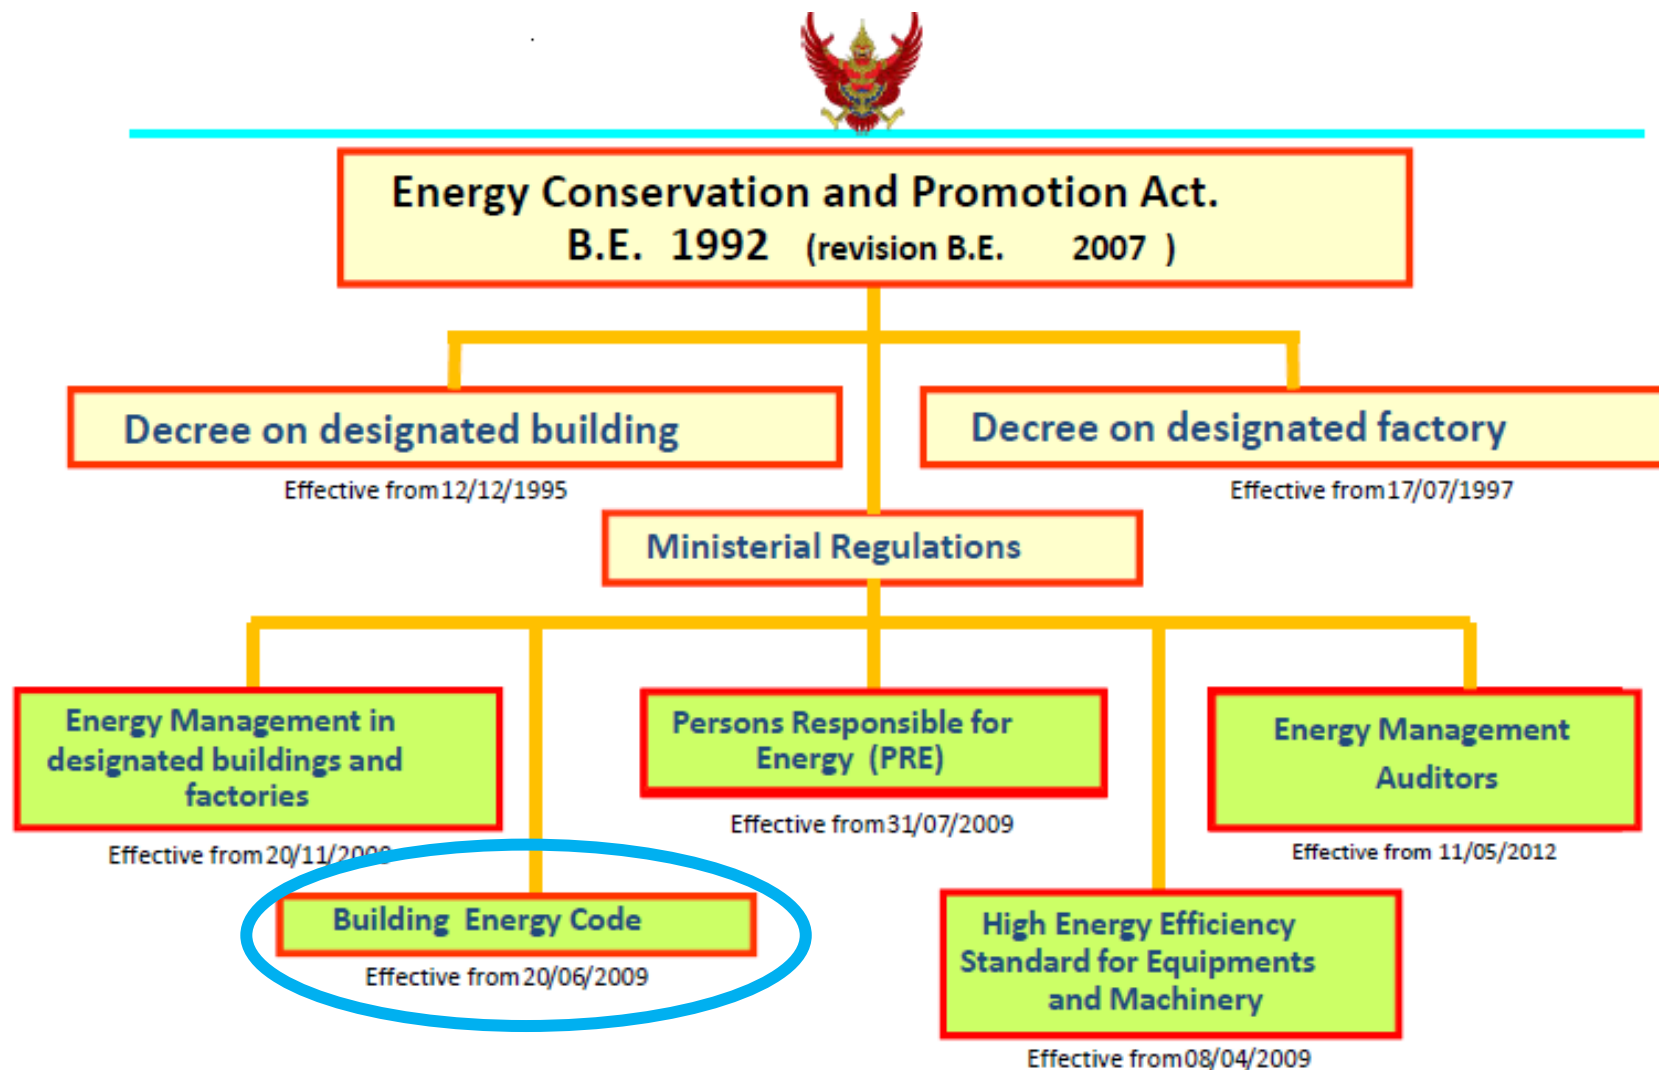 Energy Conservation and Promotion Act.
B.E. 1992 (revision B.E. 2007 )
Decree on designated building
Effective from 12/12/1995
Decree on designated factory
Effective from 17/07/1997
Ministerial Regulations
Energy Management in
designated buildings and
factories
Effective from 20/11/
Building Energy Code
Effective from 20/06/2009
Persons Responsible for
Energy (PRE)
Effective from 31/07/2009
High Energy Efficiency
Standard for Equipments
and Machinery
Effective from 08/04/2009
Energy Management
Auditors
Effective from 11/05/2012